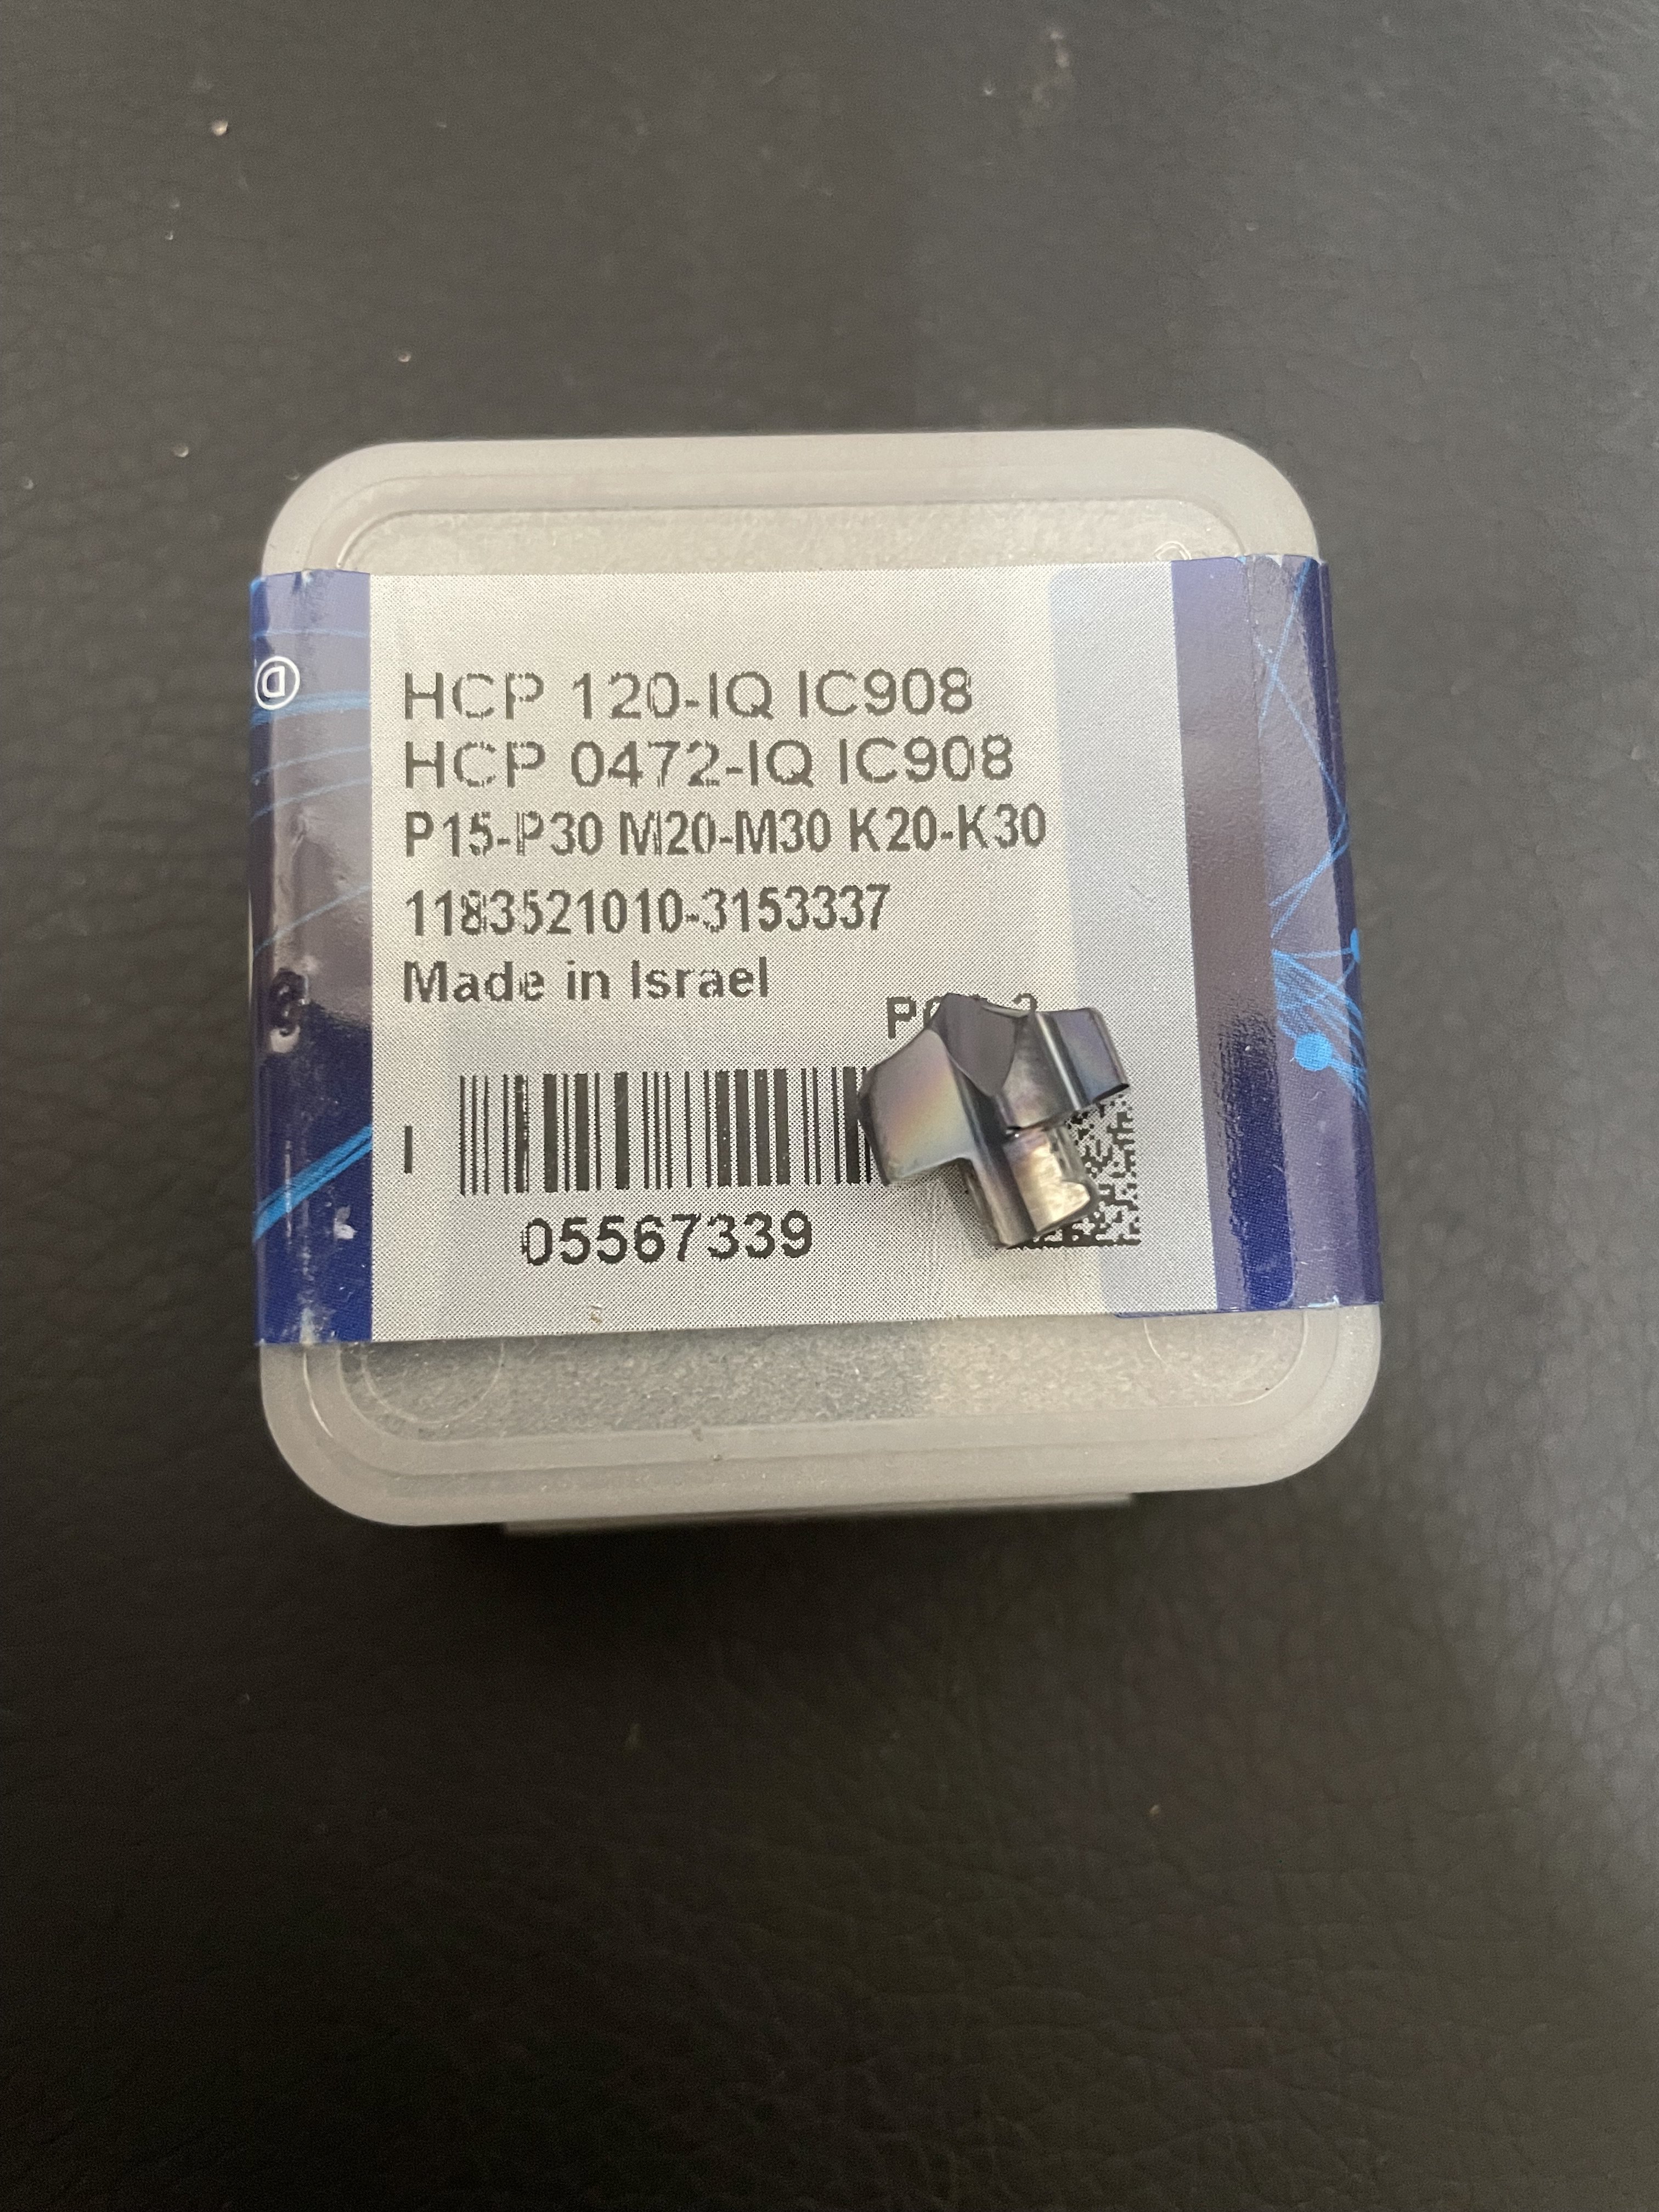 HCP 120-IQ IC908
HCP 0472-IQ IC908
P15-P30 M20-M30 K20-K30
1183521010-3153337
Made in Israel
I
05567339